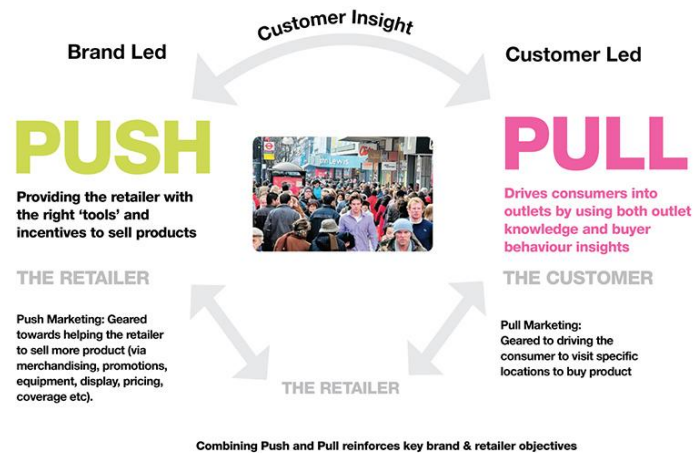 Customer Insight
Brand Led
Customer Led
PUSH
Providing the retailer with
the right ‘tools’ and
incentives to sell products
THE RETAILER
Push Marketing: Geared
towards helping the retailer
to sell more product (via
merchandising, promotions,
equipment, display, pricing,
coverage etc).
John Lewis
PULL
Drives consumers into
outlets by using both outlet
knowledge and buyer
behaviour insights
THE CUSTOMER
Pull Marketing:
Geared to driving the
consumer to visit specific
locations to buy product
THE RETAILER
Combining Push and Pull reinforces key brand & retailer objectives